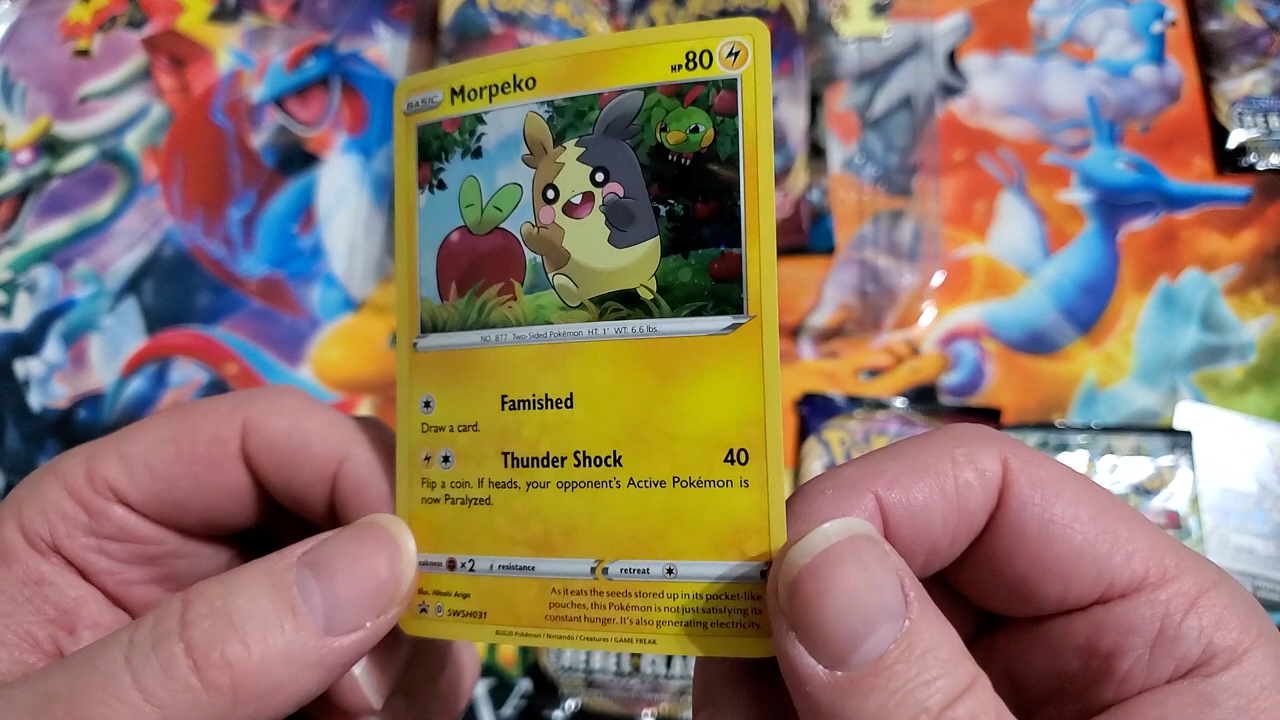 BASIC Morpeko HP 80
NO. 877 Two-Sided Pokémon HT: 1' WT: 6.6 lbs.
Famished
Draw a card.
Thunder Shock 40
Flip a coin. If heads, your opponent's Active Pokémon is
now Paralyzed.
eakness ×2 resistance retreat
Illus. Hitoshi Ariga
D SWSH031
As it eats the seeds stored up in its pocket-like
pouches, this Pokémon is not just satisfying its
constant hunger. It's also generating electricity.
©2020 Pokémon / Nintendo / Creatures / GAME FREAK